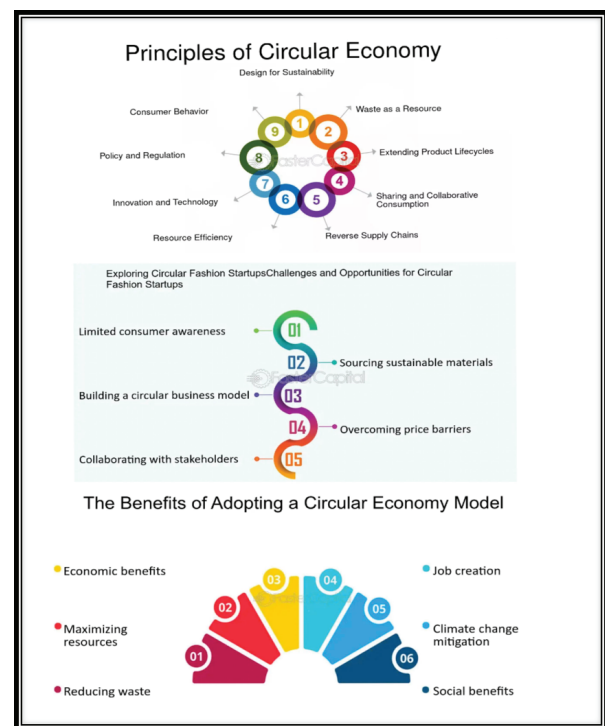 Principles of Circular Economy
Design for Sustainability
1
Waste as a Resource
2
Extending Product Lifecycles
3
Sharing and Collaborative
Consumption
4
Reverse Supply Chains
5
Resource Efficiency
6
Innovation and Technology
7
Policy and Regulation
8
Consumer Behavior
9
FasterCapital
Exploring Circular Fashion StartupsChallenges and Opportunities for Circular
Fashion Startups
Limited consumer awareness
01
02
Sourcing sustainable materials
FasterCapital
Building a circular business model
03
04
Overcoming price barriers
Collaborating with stakeholders
05
The Benefits of Adopting a Circular Economy Model
Economic benefits
03
04
Job creation
FasterCapital
Maximizing
resources
02
05
Climate change
mitigation
Reducing waste
01
06
Social benefits